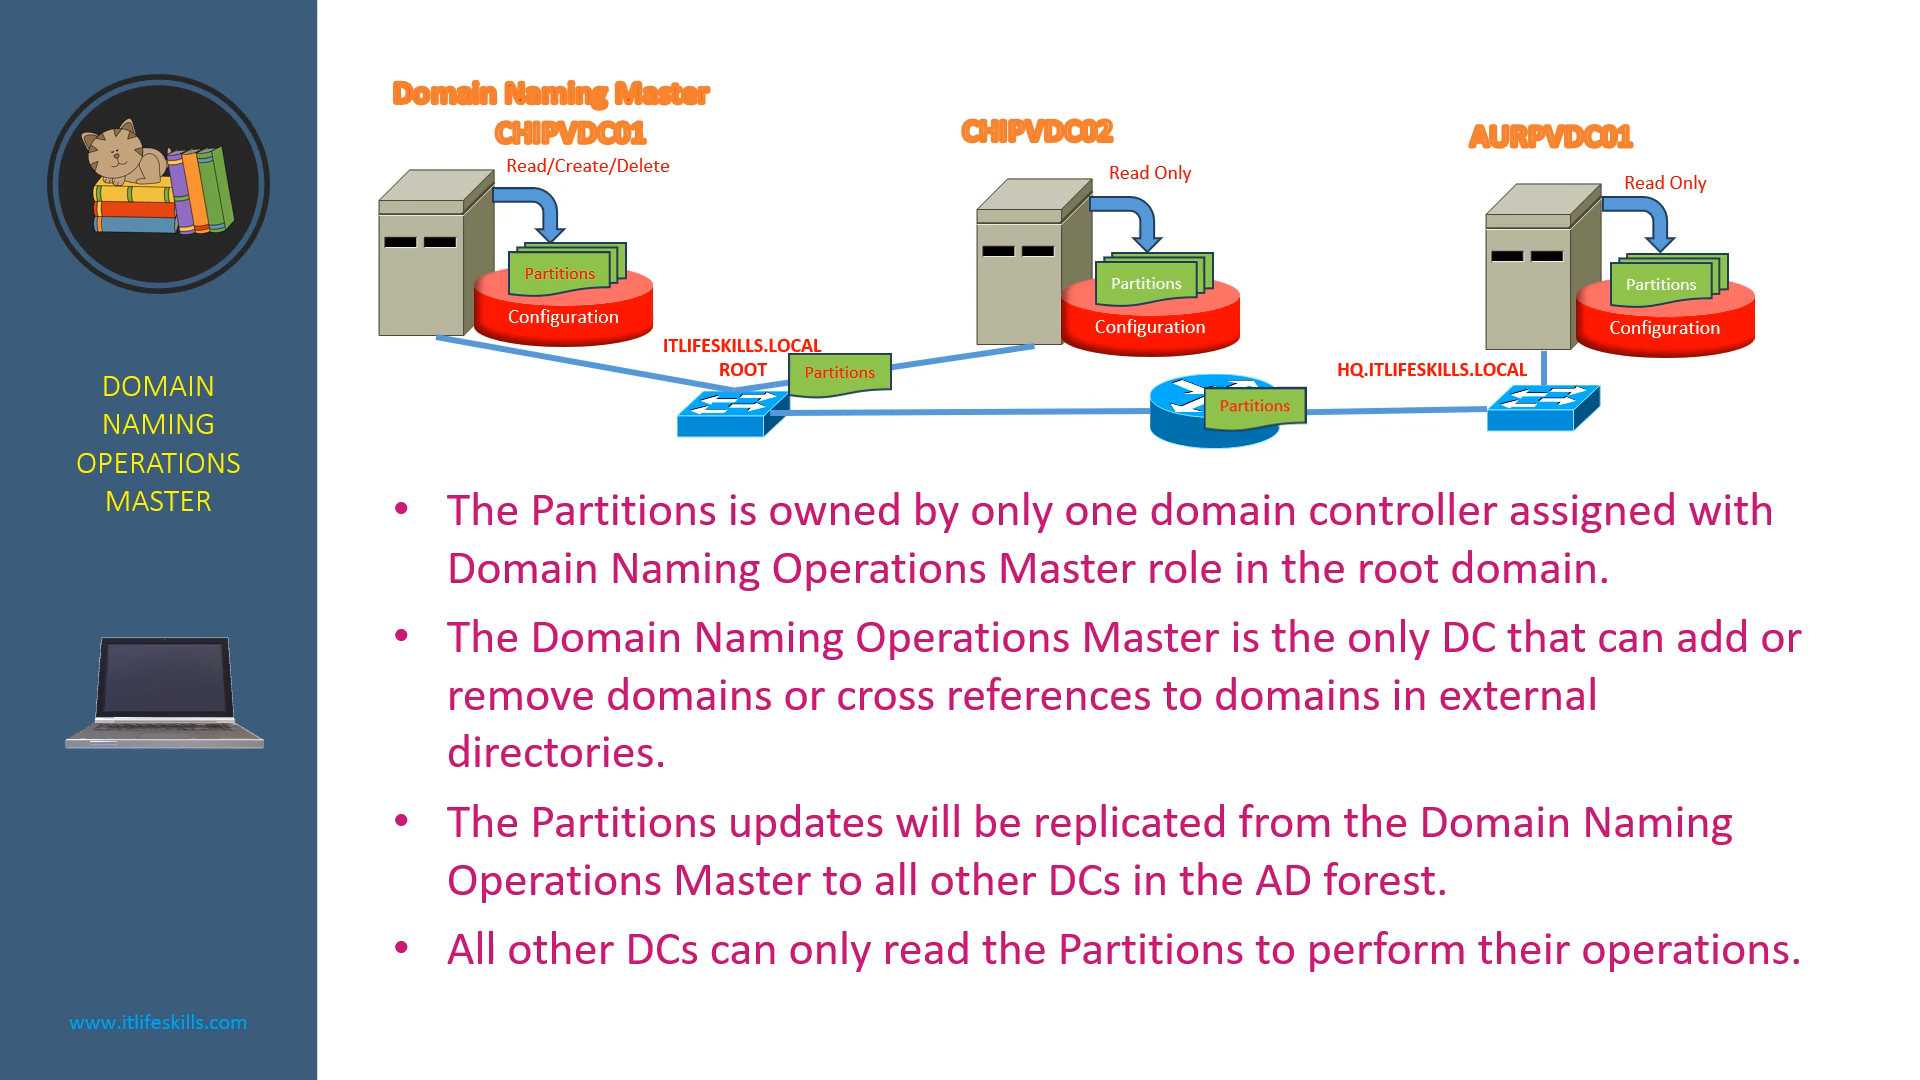 DOMAIN
NAMING
OPERATIONS
MASTER
www.itlifeskills.com
Domain Naming Master
CHIPVDC01
Read/Create/Delete
Partitions
Configuration
CHIPVDC02
Read Only
Partitions
Configuration
AURPVDC01
Read Only
Partitions
Configuration
ITLIFESKILLS.LOCAL
ROOT
Partitions
Partitions
HQ.ITLIFESKILLS.LOCAL
• The Partitions is owned by only one domain controller assigned with
Domain Naming Operations Master role in the root domain.
• The Domain Naming Operations Master is the only DC that can add or
remove domains or cross references to domains in external
directories.
• The Partitions updates will be replicated from the Domain Naming
Operations Master to all other DCs in the AD forest.
• All other DCs can only read the Partitions to perform their operations.